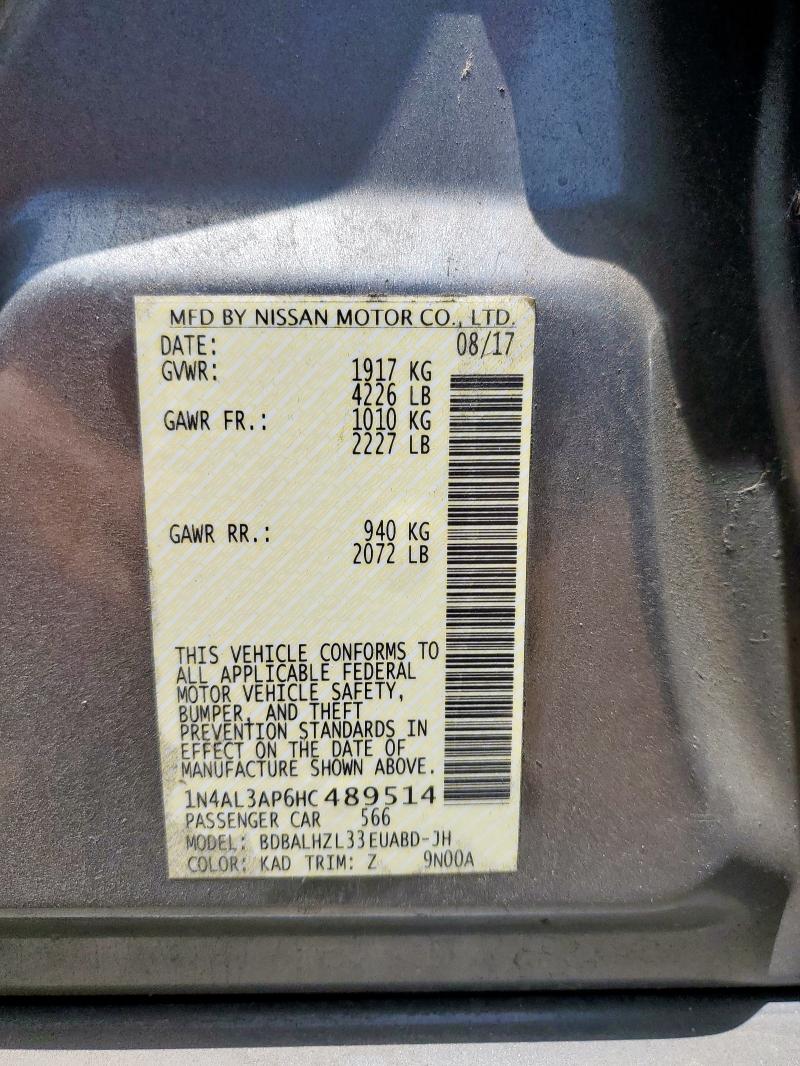 MFD BY NISSAN MOTOR CO., LTD.
DATE: 08/17
GVWR: 1917 KG
4226 LB
GAWR FR.: 1010 KG
2227 LB
GAWR RR.: 940 KG
2072 LB
THIS VEHICLE CONFORMS TO
ALL APPLICABLE FEDERAL
MOTOR VEHICLE SAFETY,
BUMPER, AND THEFT
PREVENTION STANDARDS IN
EFFECT ON THE DATE OF
MANUFACTURE SHOWN ABOVE.
1N4AL3AP6HC489514
PASSENGER CAR 566
MODEL: BDBALHZL33EUABD-JH
COLOR: KAD TRIM: Z 9N00A